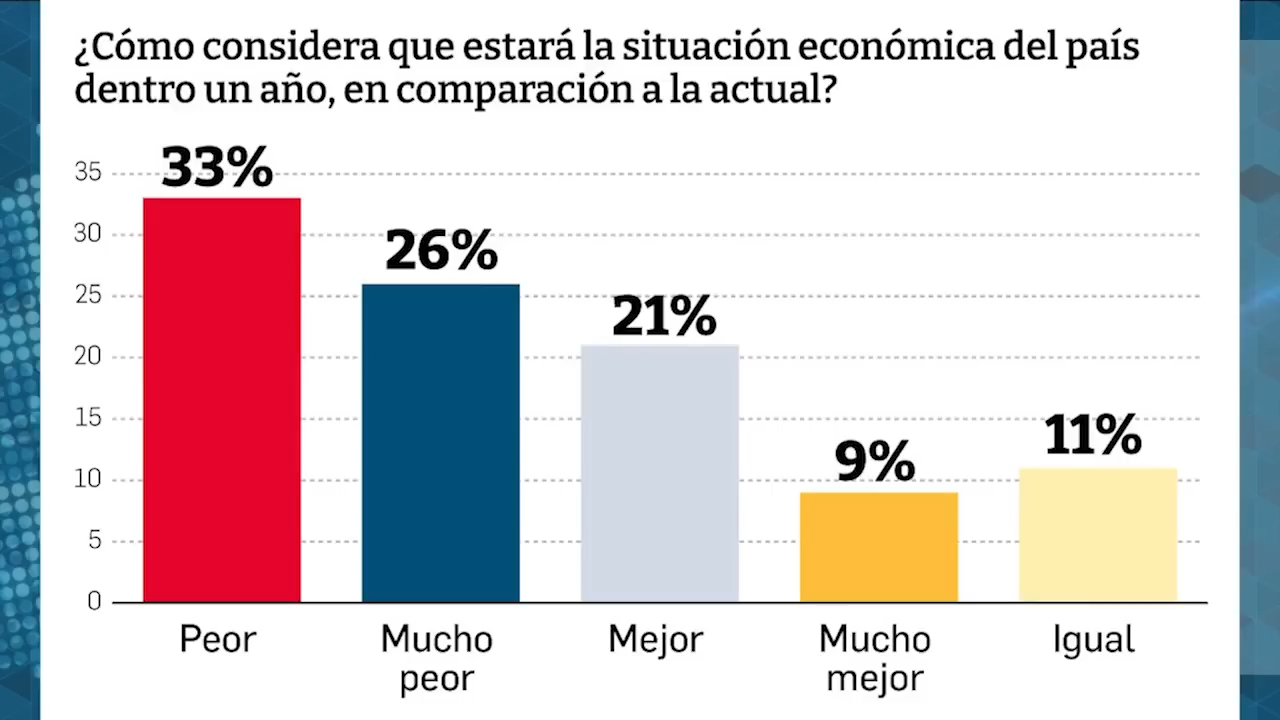 ¿Cómo considera que estará la situación económica del país
dentro un año, en comparación a la actual?
35
30
25
20
15
10
5
0
33%
26%
21%
9%
11%
Peor
Mucho
peor
Mejor
Mucho
mejor
Igual